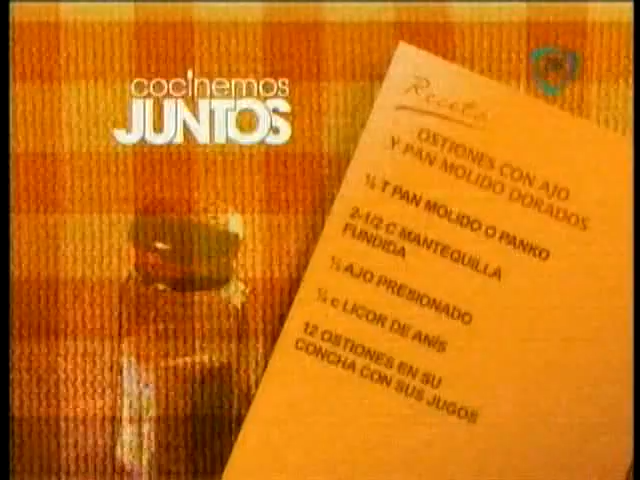 cocinemos
JUNTOS
Receta
OSTIONES CON AJO
Y PAN MOLIDO DORADOS
½ T PAN MOLIDO O PANKO
2-1/2 C MANTEQUILLA
FUNDIDA
½ AJO PRESIONADO
¼ c LICOR DE ANÍS
12 OSTIONES EN SU
CONCHA CON SUS JUGOS